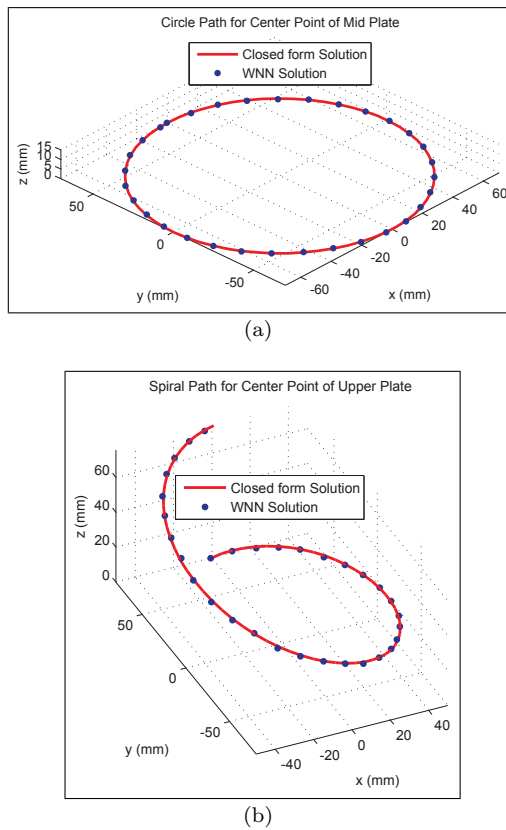 Circle Path for Center Point of Mid Plate
Closed form Solution
WNN Solution
15
10
5
0
z (mm)
50
0
-50
y (mm)
-60
-40
-20
0
20
40
60
x (mm)
(a)
Spiral Path for Center Point of Upper Plate
Closed form Solution
WNN Solution
60
40
20
0
z (mm)
50
0
-50
y (mm)
-40
-20
0
20
40
x (mm)
(b)